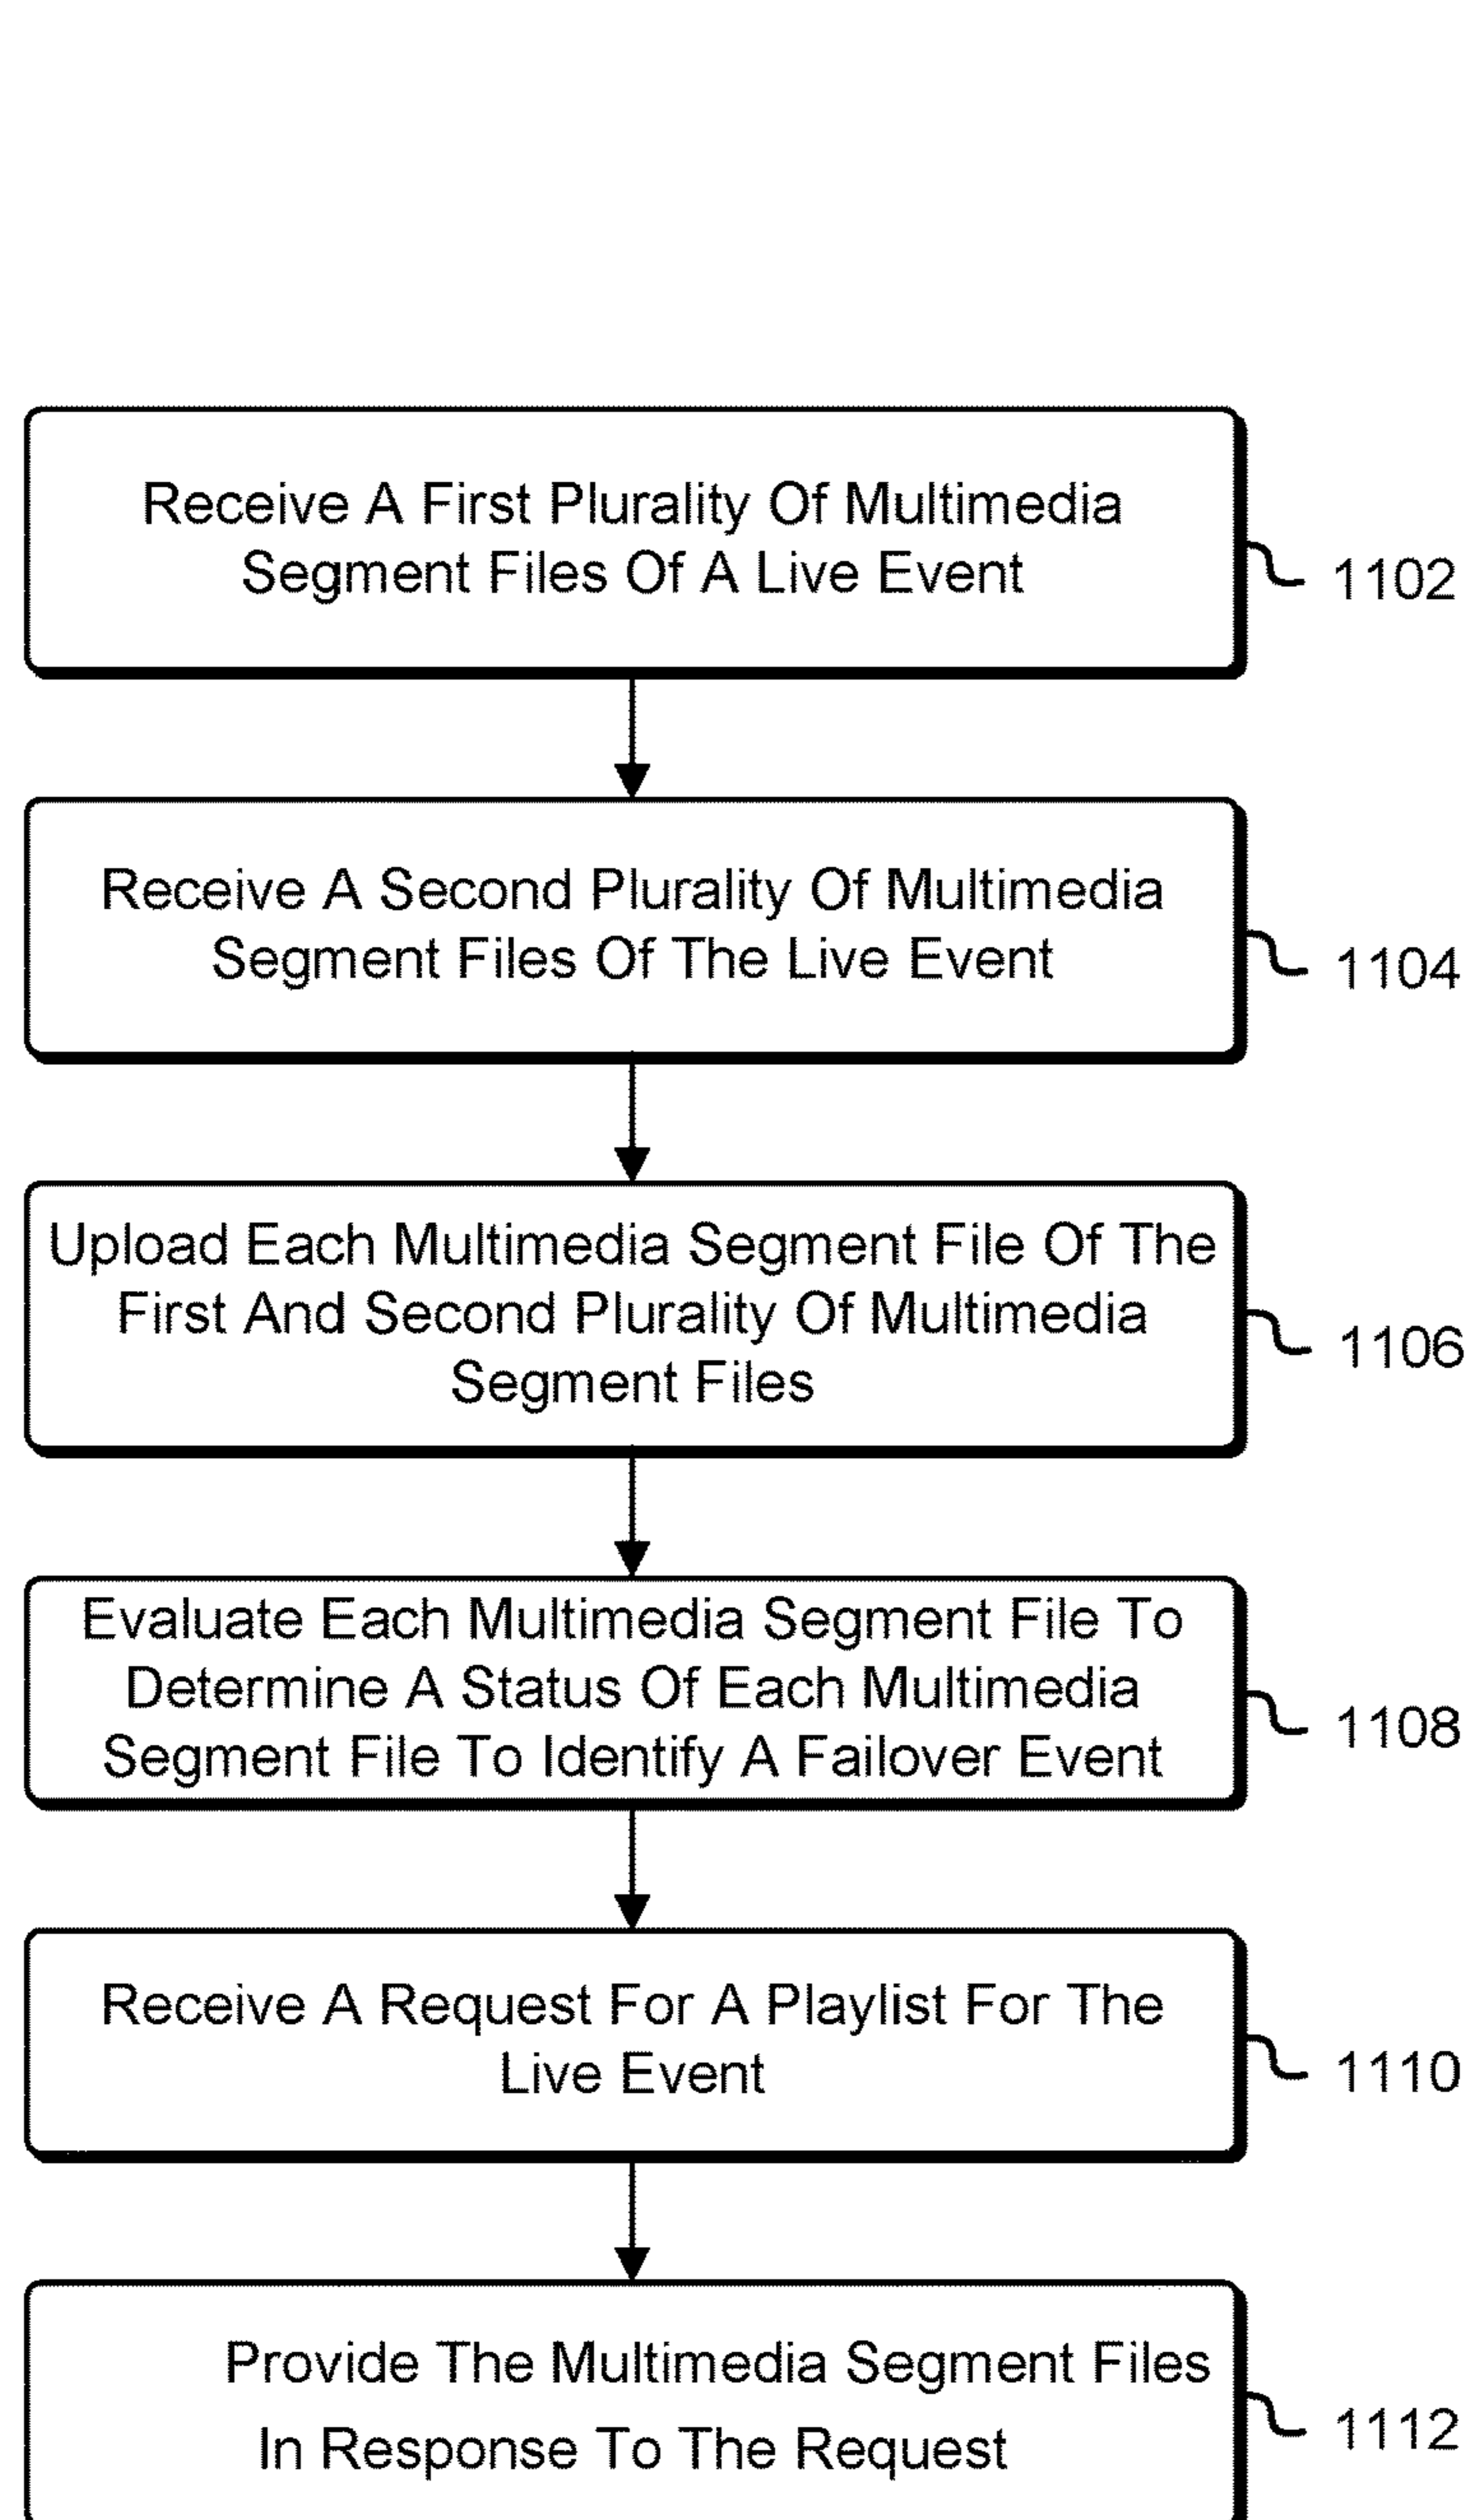 Receive A First Plurality Of Multimedia
Segment Files Of A Live Event
1102
Receive A Second Plurality Of Multimedia
Segment Files Of The Live Event
1104
Upload Each Multimedia Segment File Of The
First And Second Plurality Of Multimedia
Segment Files
1106
Evaluate Each Multimedia Segment File To
Determine A Status Of Each Multimedia
Segment File To Identify A Failover Event
1108
Receive A Request For A Playlist For The
Live Event
1110
Provide The Multimedia Segment Files
In Response To The Request
1112